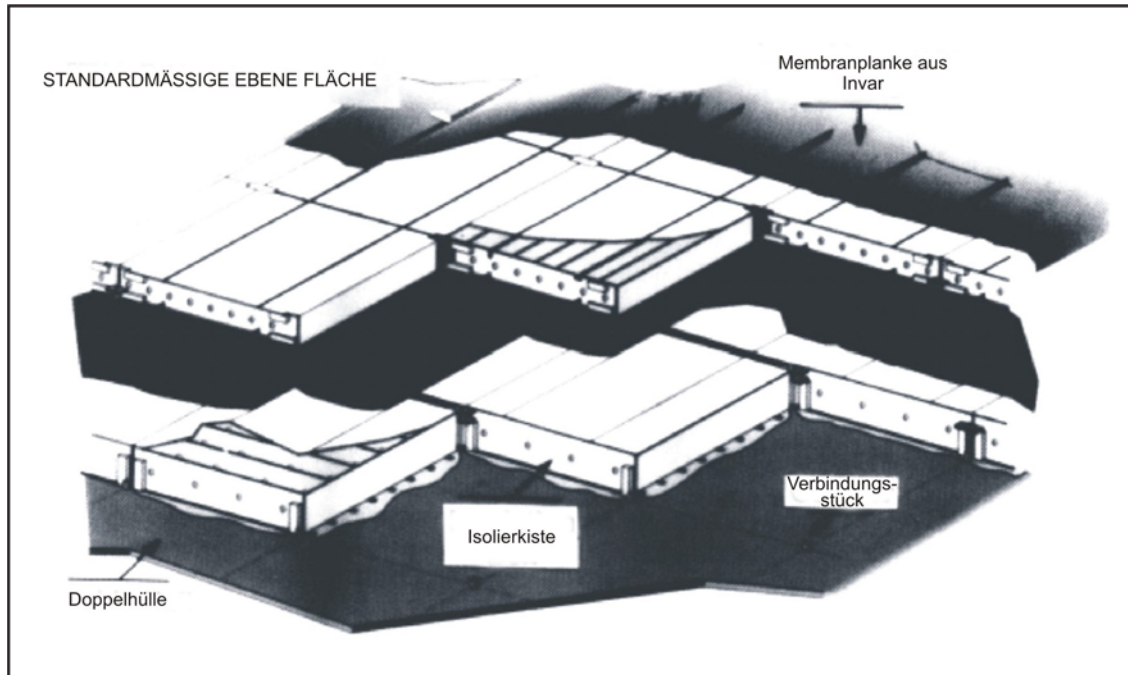 STANDARDMÄSSIGE EBENE FLÄCHE
Membranplanke aus
Invar
Verbindungs-
stück
Isolierkiste
Doppelhülle